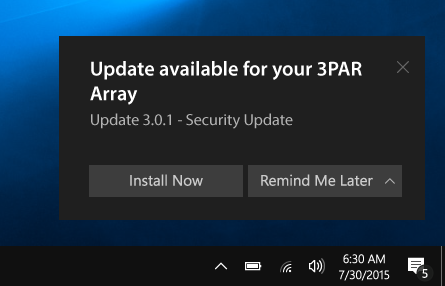 Update available for your 3PAR
Array
Update 3.0.1 - Security Update
Install Now
Remind Me Later
6:30 AM
7/30/2015
5